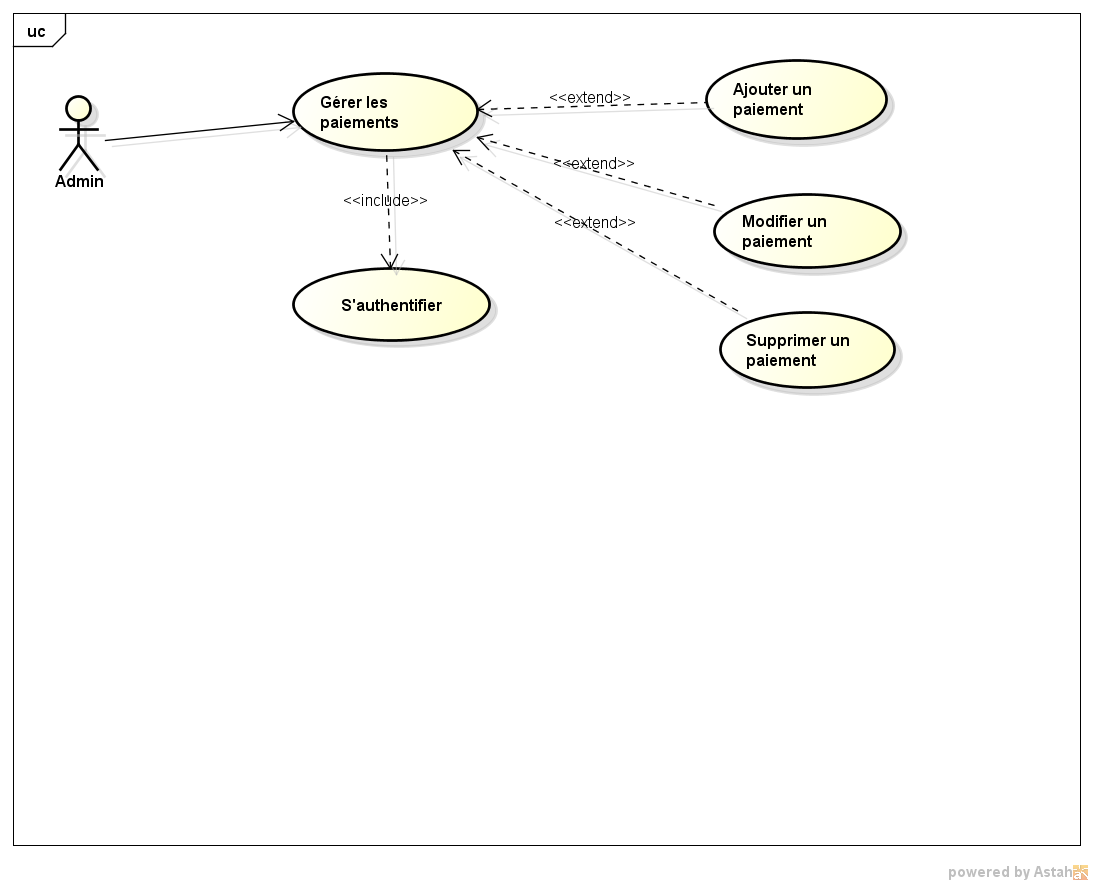 uc
Gérer les
paiements
<<extend>>
Ajouter un
paiement
Admin
<<extend>>
<<include>>
<<extend>>
Modifier un
paiement
S'authentifier
Supprimer un
paiement
powered by Astah